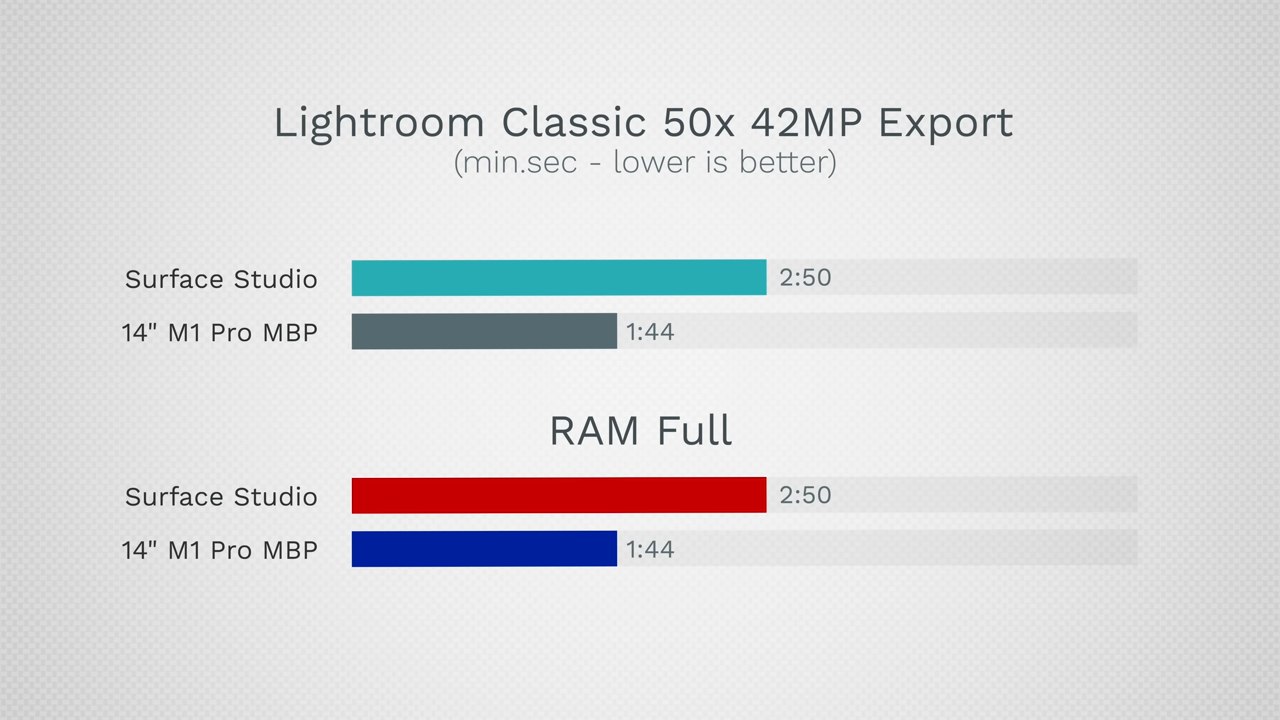 Lightroom Classic 50x 42MP Export
(min.sec - lower is better)
Surface Studio 2:50
14" M1 Pro MBP 1:44
RAM Full
Surface Studio 2:50
14" M1 Pro MBP 1:44